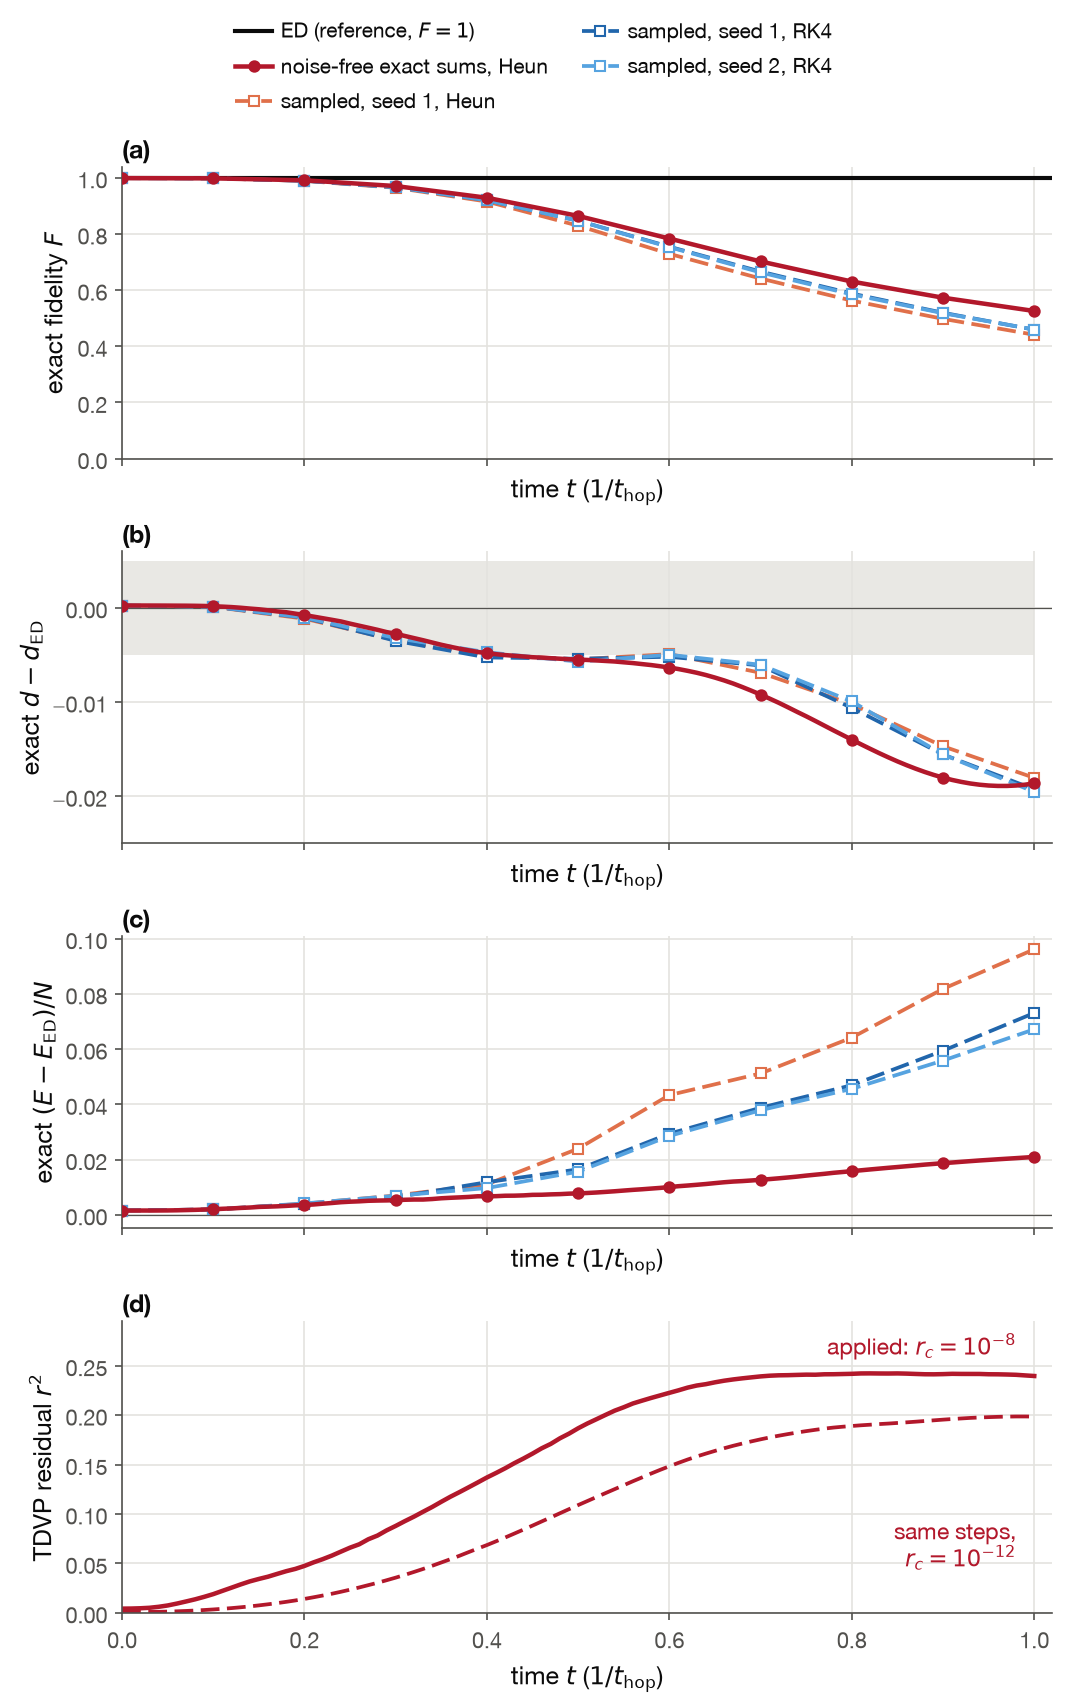 ED (reference, F = 1)
noise-free exact sums, Heun
sampled, seed 1, Heun
sampled, seed 1, RK4
sampled, seed 2, RK4
(a)
exact fidelity F
1.0
0.8
0.6
0.4
0.2
0.0
time t (1/t_hop)
(b)
exact d − d_ED
0.00
−0.01
−0.02
time t (1/t_hop)
(c)
exact (E − E_ED)/N
0.10
0.08
0.06
0.04
0.02
0.00
time t (1/t_hop)
(d)
TDVP residual r²
0.25
0.20
0.15
0.10
0.05
0.00
applied: r_c = 10⁻⁸
same steps,
r_c = 10⁻¹²
0.0 0.2 0.4 0.6 0.8 1.0
time t (1/t_hop)